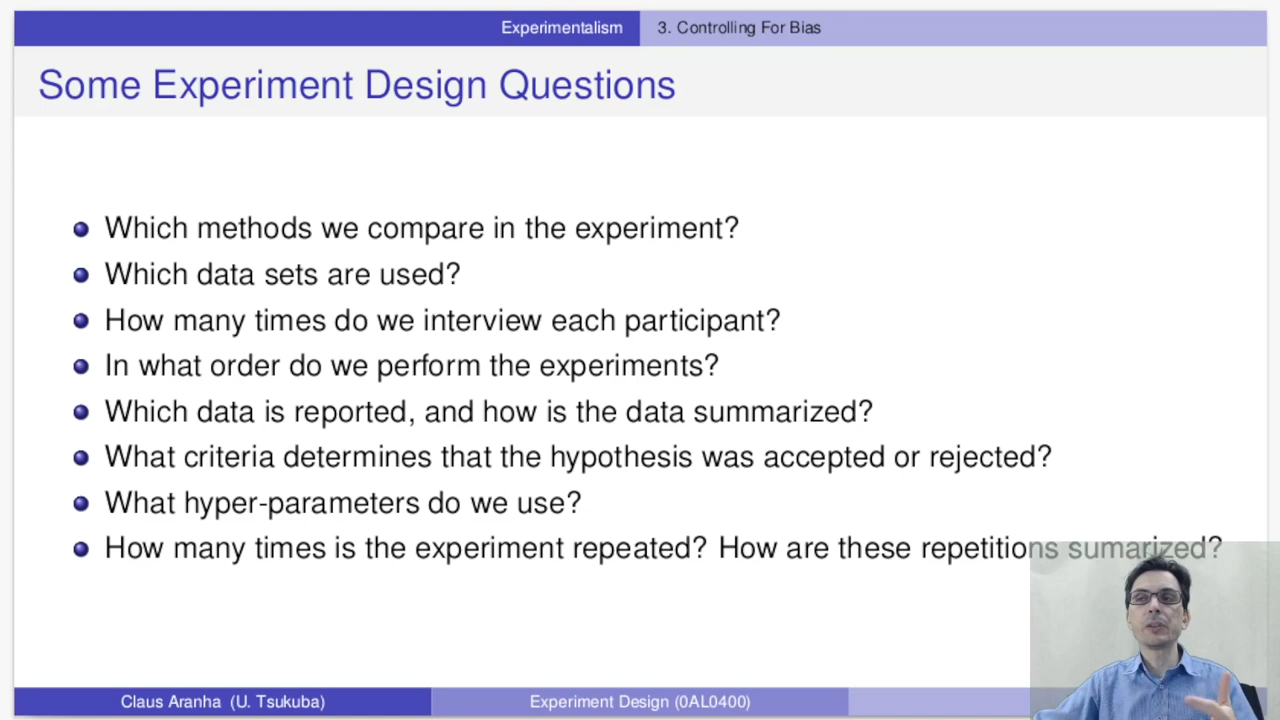 Experimentalism
3. Controlling For Bias
Some Experiment Design Questions
Which methods we compare in the experiment?
Which data sets are used?
How many times do we interview each participant?
In what order do we perform the experiments?
Which data is reported, and how is the data summarized?
What criteria determines that the hypothesis was accepted or rejected?
What hyper-parameters do we use?
How many times is the experiment repeated? How are these repetitions sumarized?
Claus Aranha (U. Tsukuba)
Experiment Design (0AL0400)